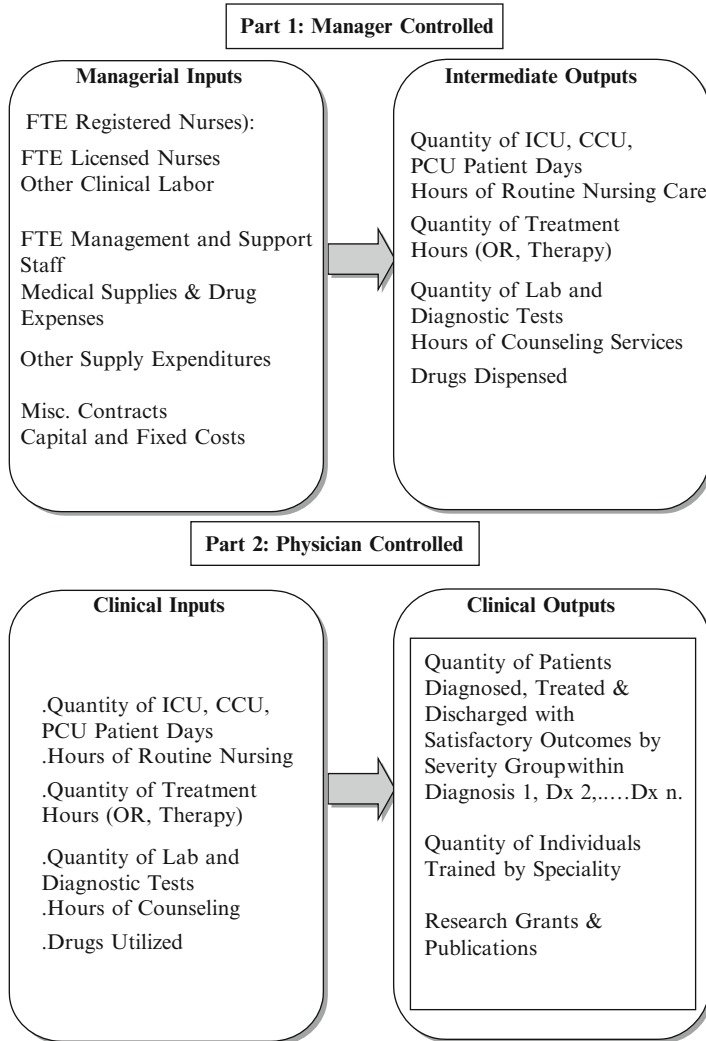 Part 1: Manager Controlled
Managerial Inputs
FTE Registered Nurses):
FTE Licensed Nurses
Other Clinical Labor
FTE Management and Support
Staff
Medical Supplies & Drug
Expenses
Other Supply Expenditures
Misc. Contracts
Capital and Fixed Costs
Intermediate Outputs
Quantity of ICU, CCU,
PCU Patient Days
Hours of Routine Nursing Care
Quantity of Treatment
Hours (OR, Therapy)
Quantity of Lab and
Diagnostic Tests
Hours of Counseling Services
Drugs Dispensed
Part 2: Physician Controlled
Clinical Inputs
.Quantity of ICU, CCU,
PCU Patient Days
.Hours of Routine Nursing
.Quantity of Treatment
Hours (OR, Therapy)
.Quantity of Lab and
Diagnostic Tests
.Hours of Counseling
.Drugs Utilized
Clinical Outputs
Quantity of Patients
Diagnosed, Treated &
Discharged with
Satisfactory Outcomes by
Severity Groupwithin
Diagnosis 1, Dx 2,.....Dx n.
Quantity of Individuals
Trained by Speciality
Research Grants &
Publications